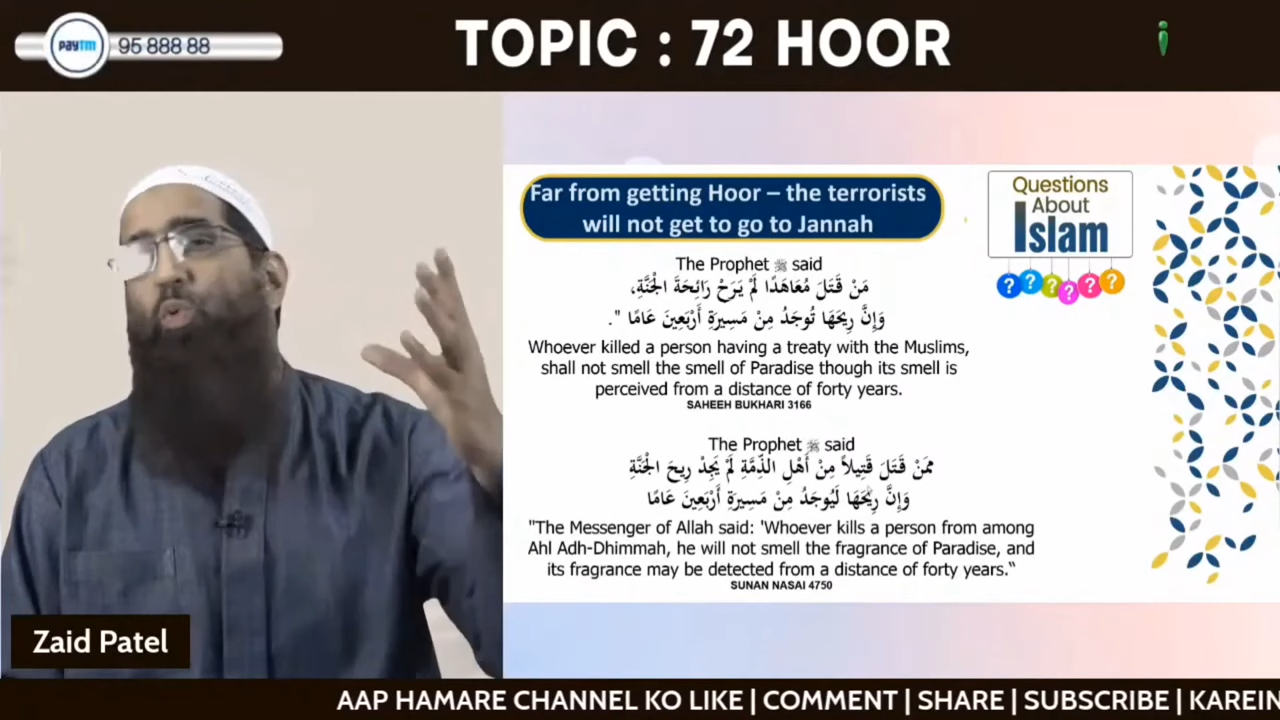 paytm 95 888 88
TOPIC : 72 HOOR
Far from getting Hoor – the terrorists
will not get to go to Jannah
Questions
About
Islam
? ? ? ? ? ?
The Prophet ﷺ said
مَنْ قَتَلَ مُعَاهَدًا لَمْ يَرَحْ رَائِحَةَ الْجَنَّةِ،
وَإِنَّ رِيحَهَا تُوجَدُ مِنْ مَسِيرَةِ أَرْبَعِينَ عَامًا ‏"‏‏.‏
Whoever killed a person having a treaty with the Muslims,
shall not smell the smell of Paradise though its smell is
perceived from a distance of forty years.
SAHEEH BUKHARI 3166
The Prophet ﷺ said
ممَنْ قَتَلَ قَتِيلاً مِنْ أَهْلِ الذِّمَّةِ لَمْ يَجِدْ رِيحَ الْجَنَّةِ
وَإِنَّ رِيْحَهَا لَيُوجَدُ مِنْ مَسِيرَةِ أَرْبَعِينَ عَامًا
"The Messenger of Allah said: 'Whoever kills a person from among
Ahl Adh-Dhimmah, he will not smell the fragrance of Paradise, and
its fragrance may be detected from a distance of forty years.“
SUNAN NASAI 4750
Zaid Patel
AAP HAMARE CHANNEL KO LIKE | COMMENT | SHARE | SUBSCRIBE | KAREIN